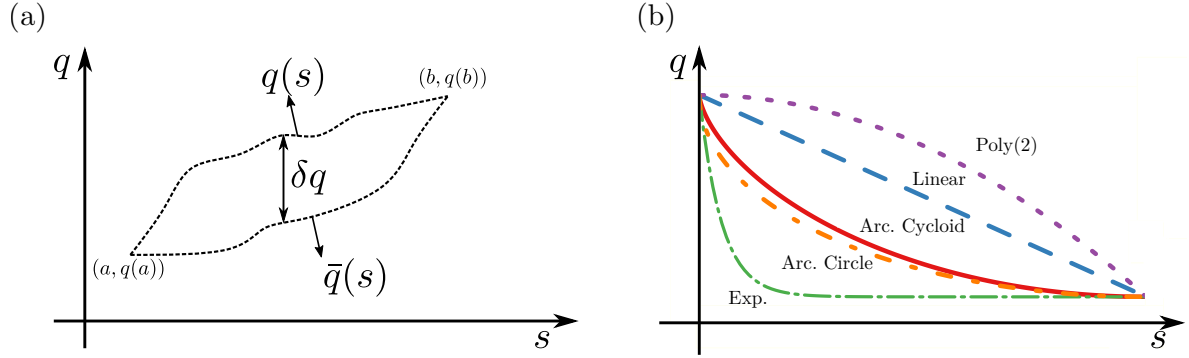 (a)
q
q(s)
(b, q(b))
δq
(a, q(a))
q̄(s)
s
(b)
q
Poly(2)
Linear
Arc. Cycloid
Arc. Circle
Exp.
s